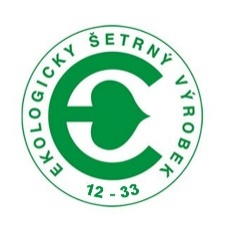 EKOLOGICKY ŠETRNÝ VÝROBEK
12 - 33